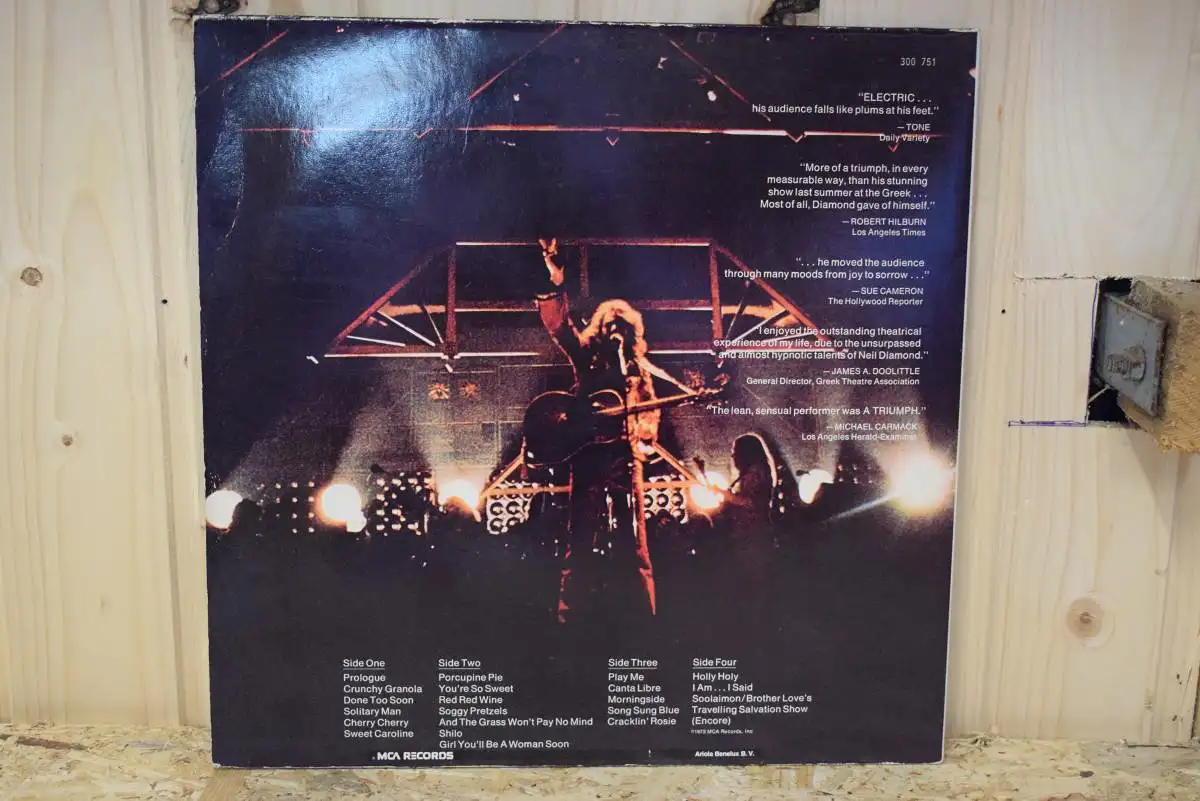 300 751
"ELECTRIC...
his audience falls like plums at his feet."
— TONE
Daily Variety
"More of a triumph, in every
measurable way, than his stunning
show last summer at the Greek...
Most of all, Diamond gave of himself."
— ROBERT HILBURN
Los Angeles Times
"...he moved the audience
through many moods from joy to sorrow..."
— SUE CAMERON
The Hollywood Reporter
"I enjoyed the outstanding theatrical
experience of my life, due to the unsurpassed
and almost hypnotic talents of Neil Diamond."
— JAMES A. DOOLITTLE
General Director, Greek Theatre Association
"The lean, sensual performer was A TRIUMPH."
— MICHAEL CARMACK
Los Angeles Herald-Examiner
Side One
Prologue
Crunchy Granola
Done Too Soon
Solitary Man
Cherry Cherry
Sweet Caroline
Side Two
Porcupine Pie
You're So Sweet
Red Red Wine
Soggy Pretzels
And The Grass Won't Pay No Mind
Shilo
Girl You'll Be A Woman Soon
Side Three
Play Me
Canta Libre
Morningside
Song Sung Blue
Cracklin' Rosie
Side Four
Holly Holy
I Am...I Said
Soolaimon/Brother Love's
Travelling Salvation Show
(Encore)
℗1972 MCA Records, Inc
MCA RECORDS
Ariola Benelux B.V.